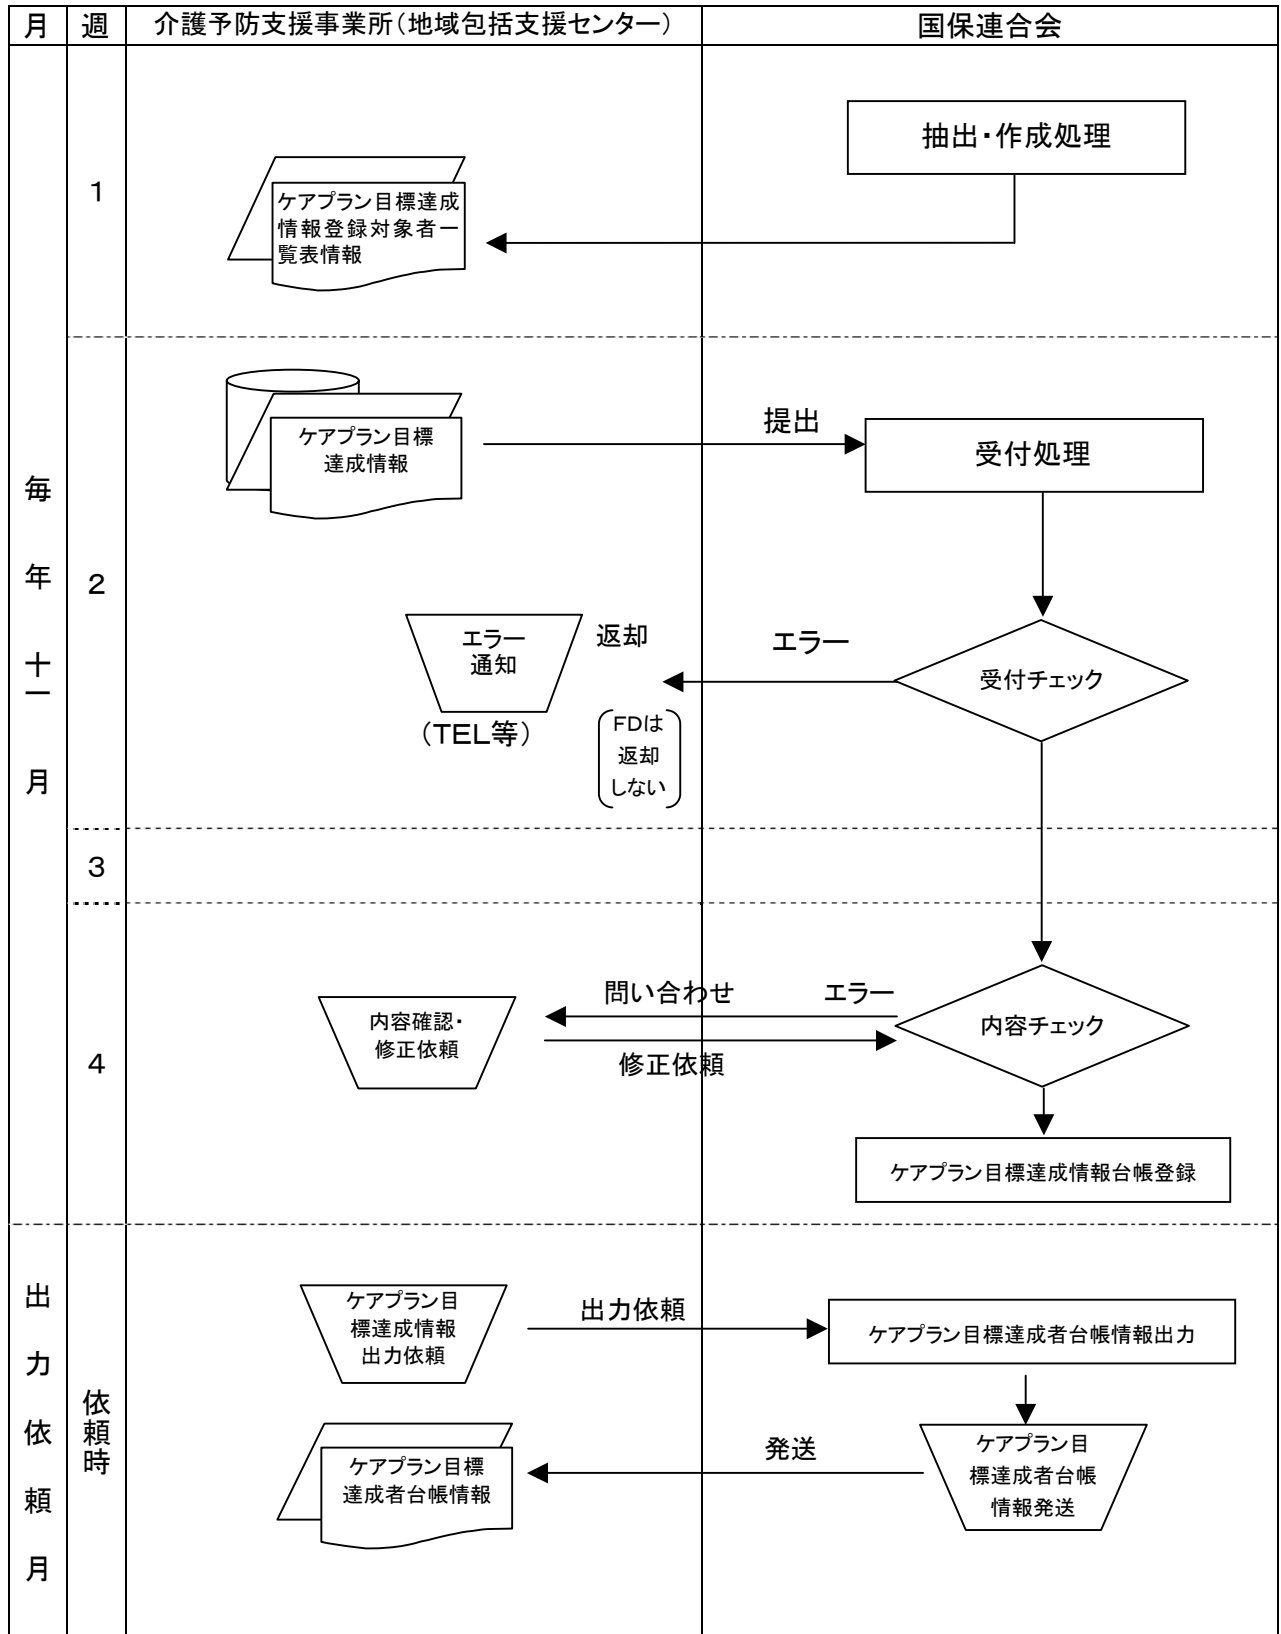 月
週
介護予防支援事業所（地域包括支援センター）
国保連合会
毎年十一月
1
抽出・作成処理
ケアプラン目標達成
情報登録対象者一
覧表情報
2
ケアプラン目標
達成情報
提出
受付処理
エラー
通知
（TEL等）
返却
エラー
FDは
返却
しない
受付チェック
3
4
内容確認・
修正依頼
問い合わせ
エラー
修正依頼
内容チェック
ケアプラン目標達成情報台帳登録
出力依頼月
依頼時
ケアプラン目
標達成情報
出力依頼
出力依頼
ケアプラン目標達成者台帳情報出力
ケアプラン目標
達成者台帳情報
発送
ケアプラン目
標達成者台帳
情報発送